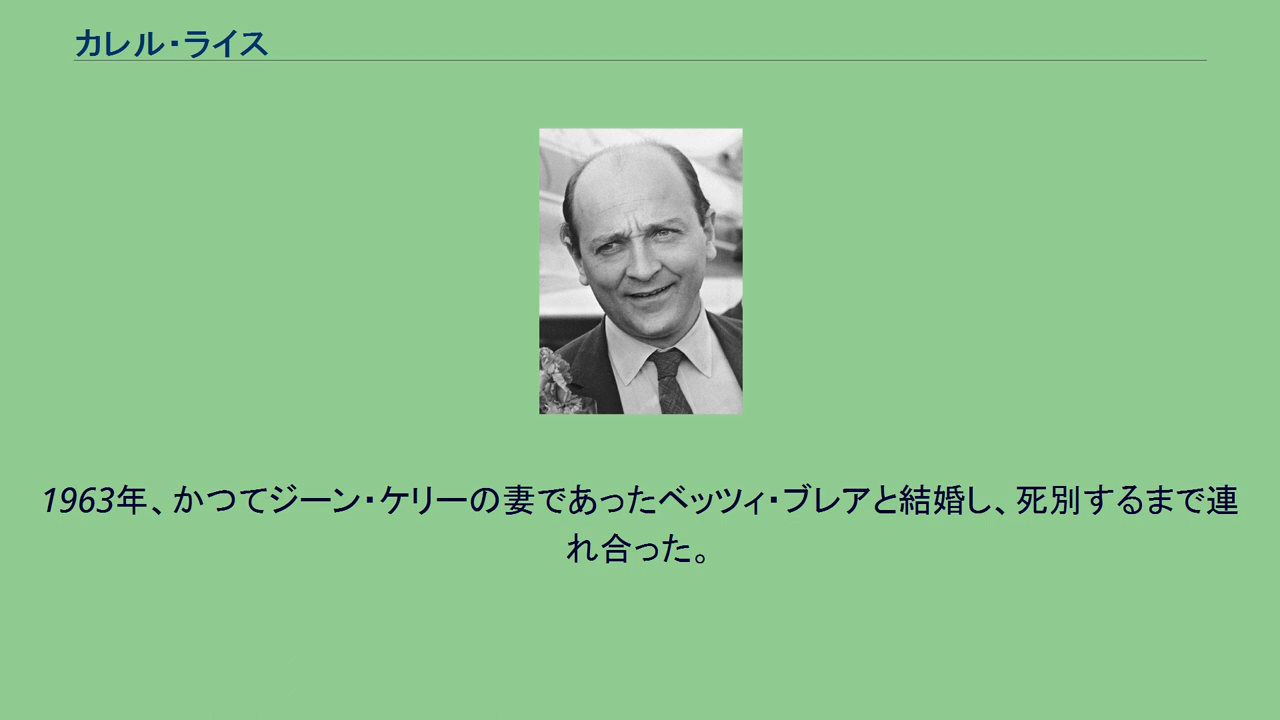 カレル・ライス
1963年、かつてジーン・ケリーの妻であったベッツィ・ブレアと結婚し、死別するまで連
れ合った。